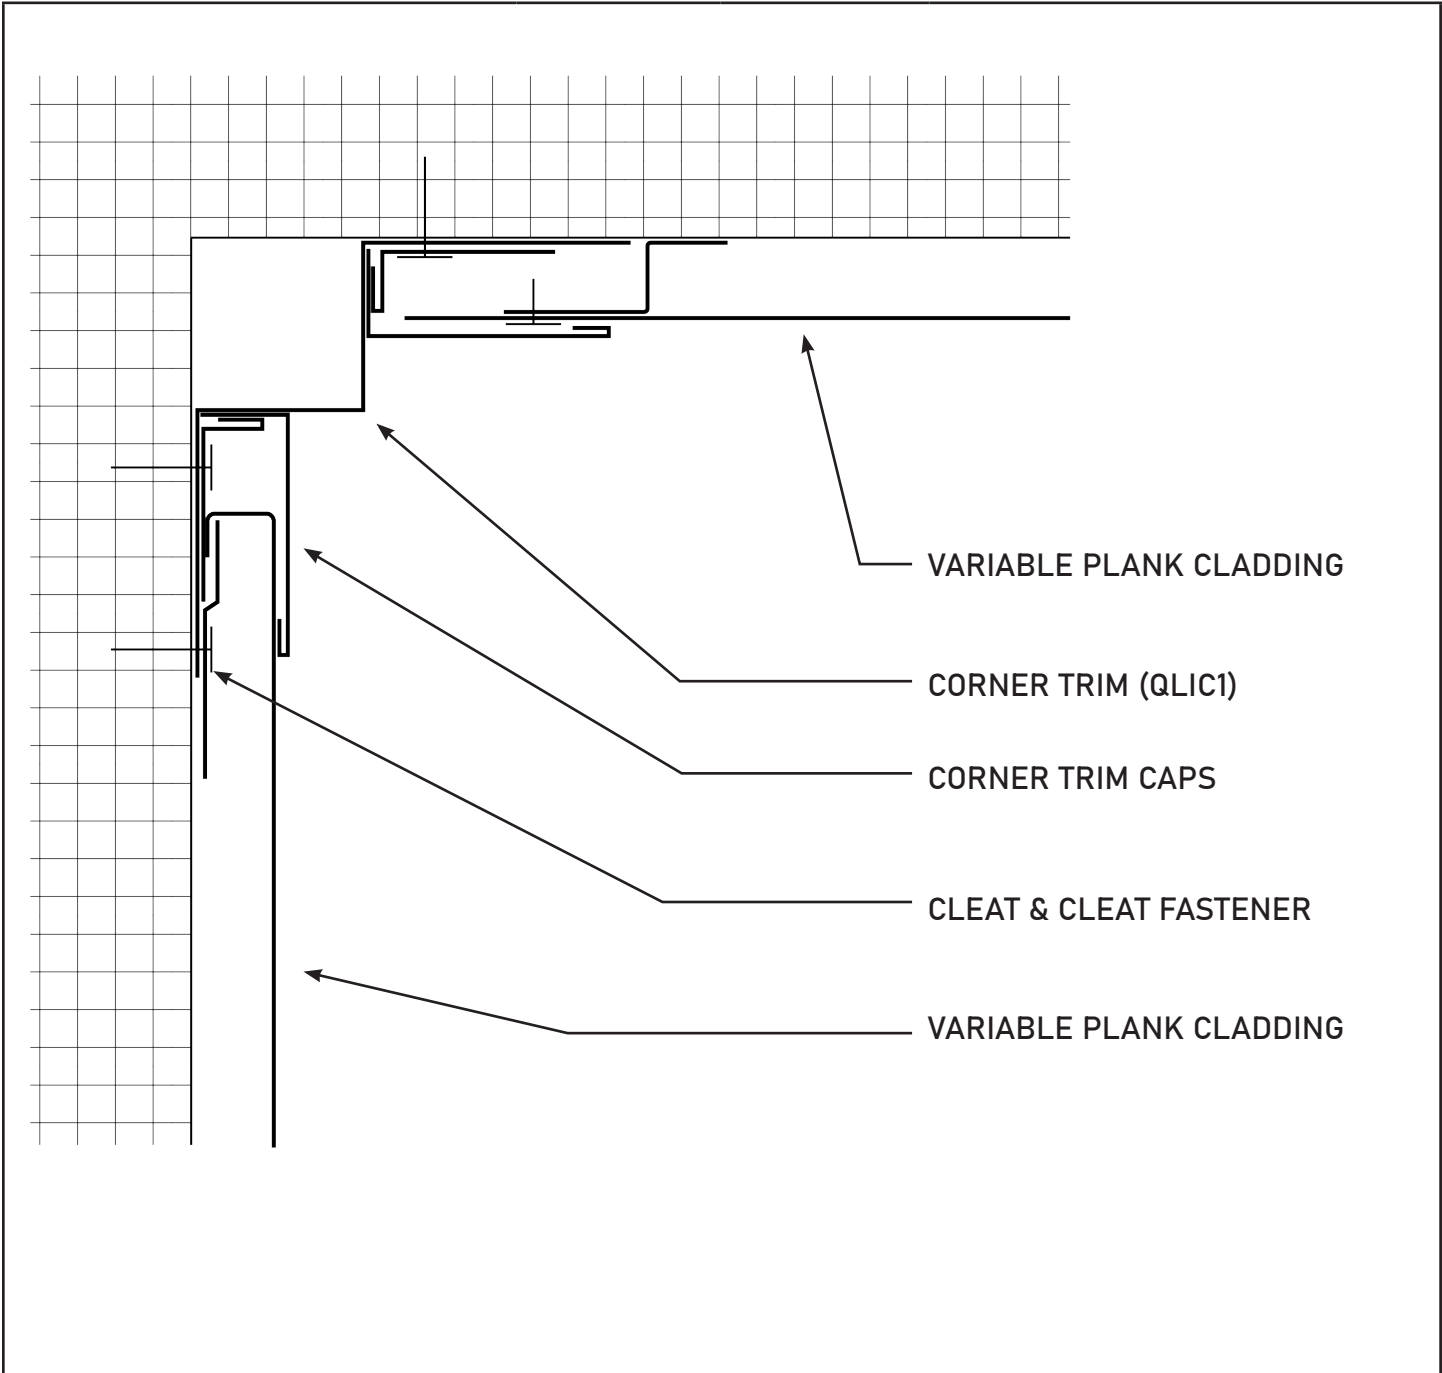 VARIABLE PLANK CLADDING
CORNER TRIM (QLIC1)
CORNER TRIM CAPS
CLEAT & CLEAT FASTENER
VARIABLE PLANK CLADDING